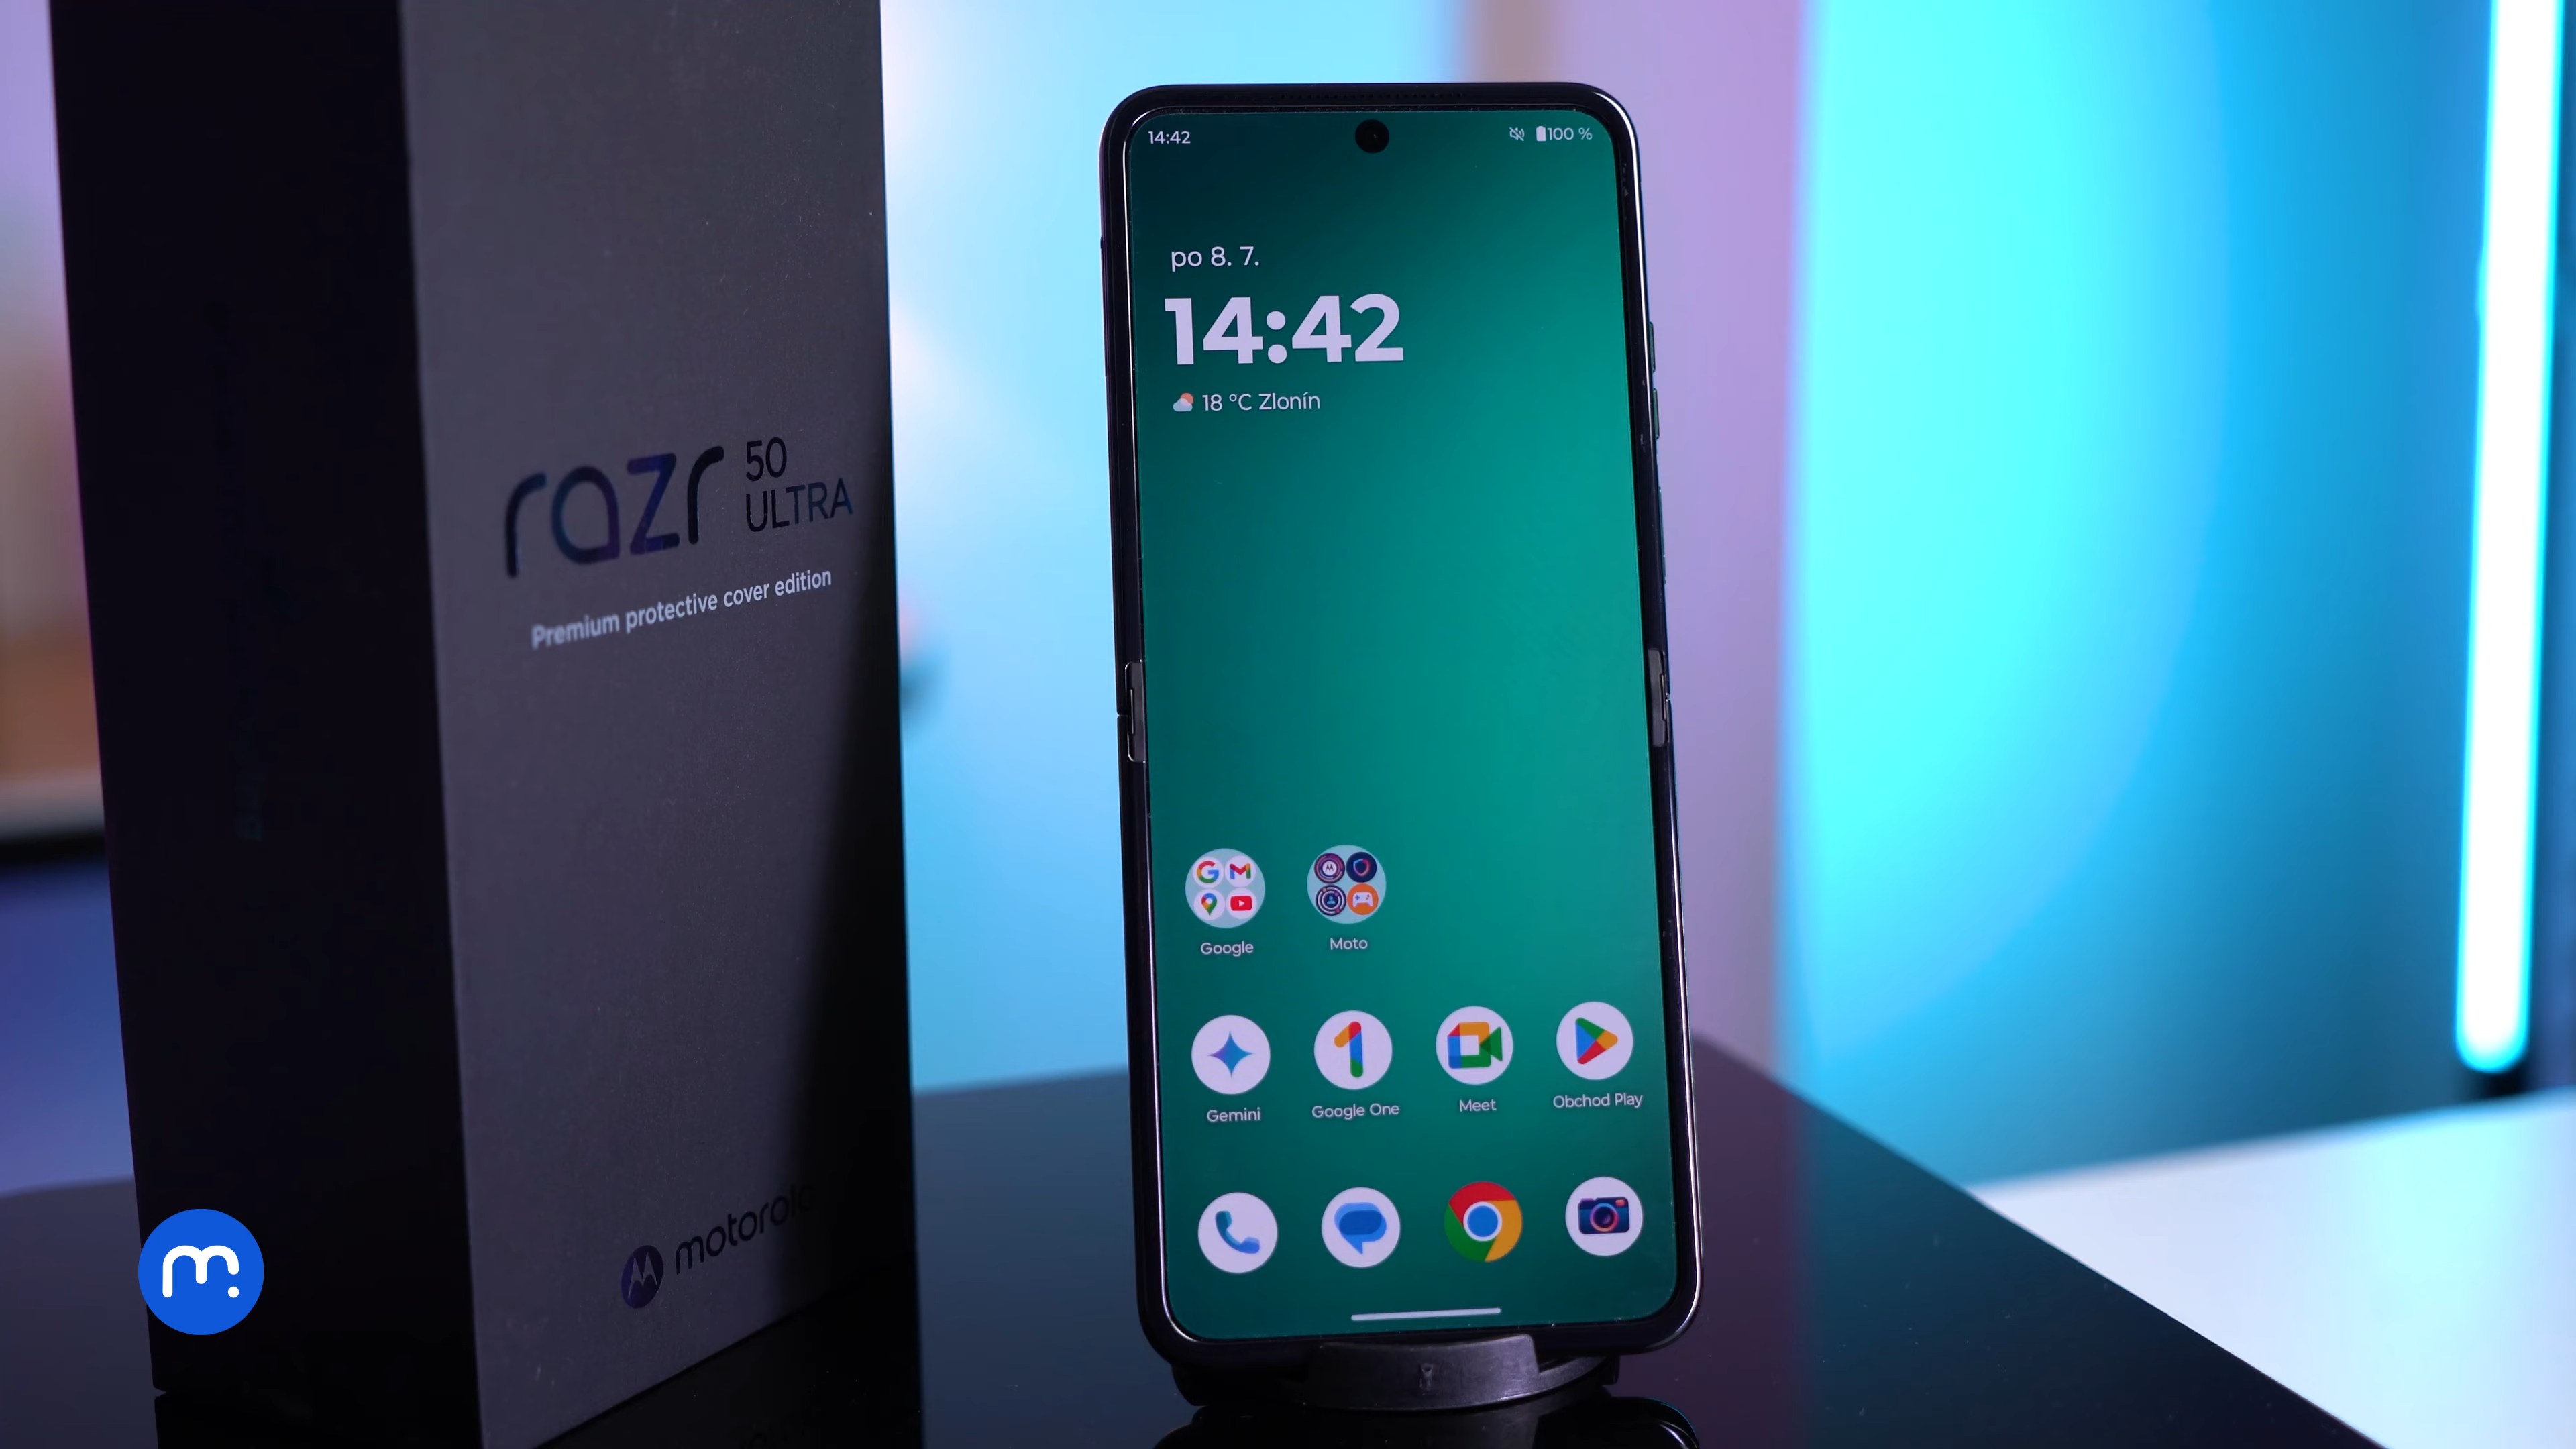 razr 50
ULTRA
Premium protective cover edition
motorola
m.
14:42
100 %
po 8. 7.
14:42
18 °C Zlonín
Google
Moto
Gemini
Google One
Meet
Obchod Play